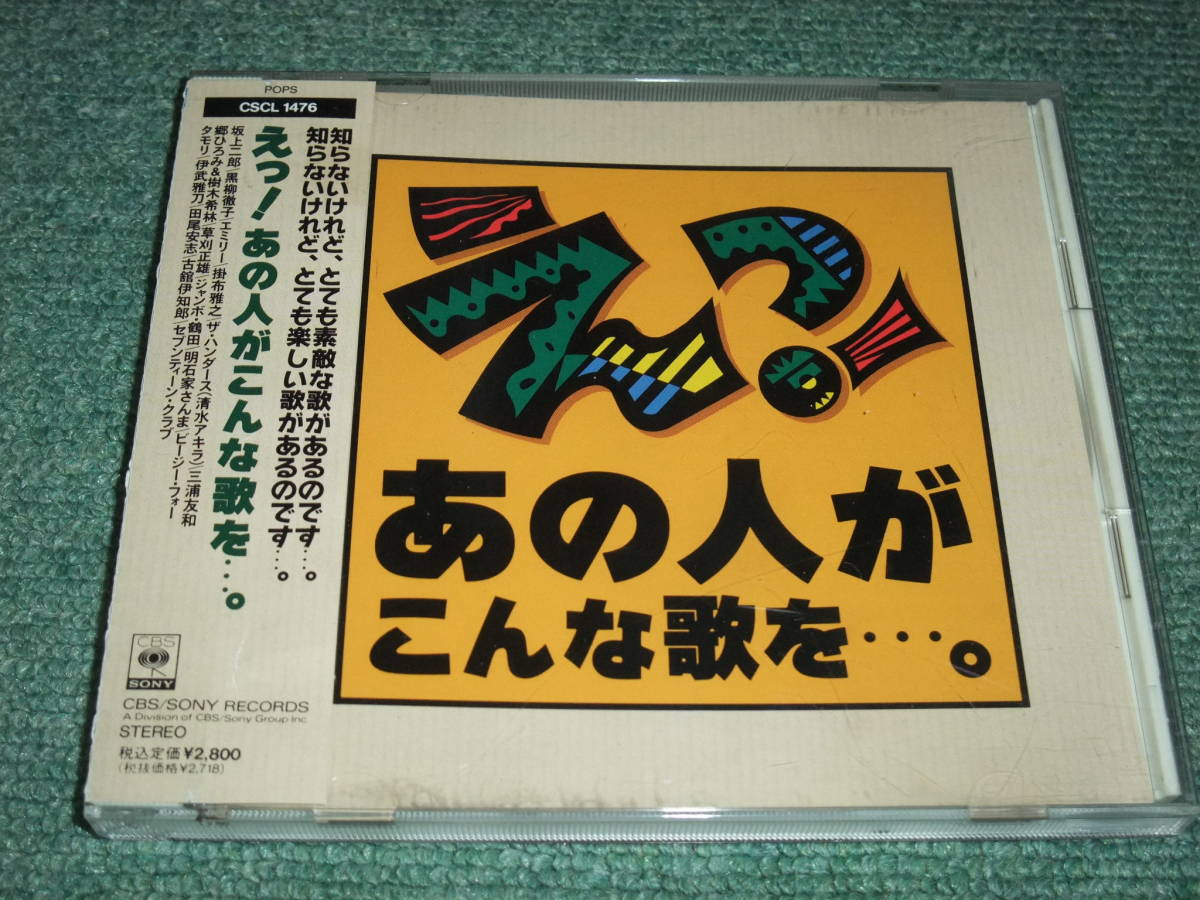 POPS
CSCL 1476
知らないけれど、とても素敵な歌があるのです…。
知らないけれど、とても楽しい歌があるのです…。
えっ！あの人がこんな歌を…。
坂上二郎/黒柳徹子/エミリー/掛布雅之/ザ・ハンダース(清水アキラ)/三浦友和
郷ひろみ&樹木希林/草刈正雄/ジャンボ・鶴田/明石家さんま/ビージー・フォー
タモリ/伊武雅刀/田尾安志/古舘伊知郎/セブンティーン・クラブ
CBS
SONY
CBS/SONY RECORDS
A Division of CBS/Sony Group Inc.
STEREO
税込定価¥2,800
(税抜価格¥2,718)
えっ!
あの人が
こんな歌を…。